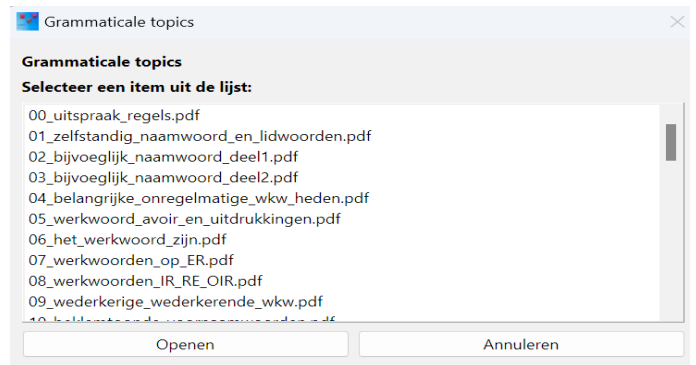 Grammaticale topics
Grammaticale topics
Selecteer een item uit de lijst:
00_uitspraak_regels.pdf
01_zelfstandig_naamwoord_en_lidwoorden.pdf
02_bijvoeglijk_naamwoord_deel1.pdf
03_bijvoeglijk_naamwoord_deel2.pdf
04_belangrijke_onregelmatige_wkw_heden.pdf
05_werkwoord_avoir_en_uitdrukkingen.pdf
06_het_werkwoord_zijn.pdf
07_werkwoorden_op_ER.pdf
08_werkwoorden_IR_RE_OIR.pdf
09_wederkerige_wederkerende_wkw.pdf
Openen
Annuleren